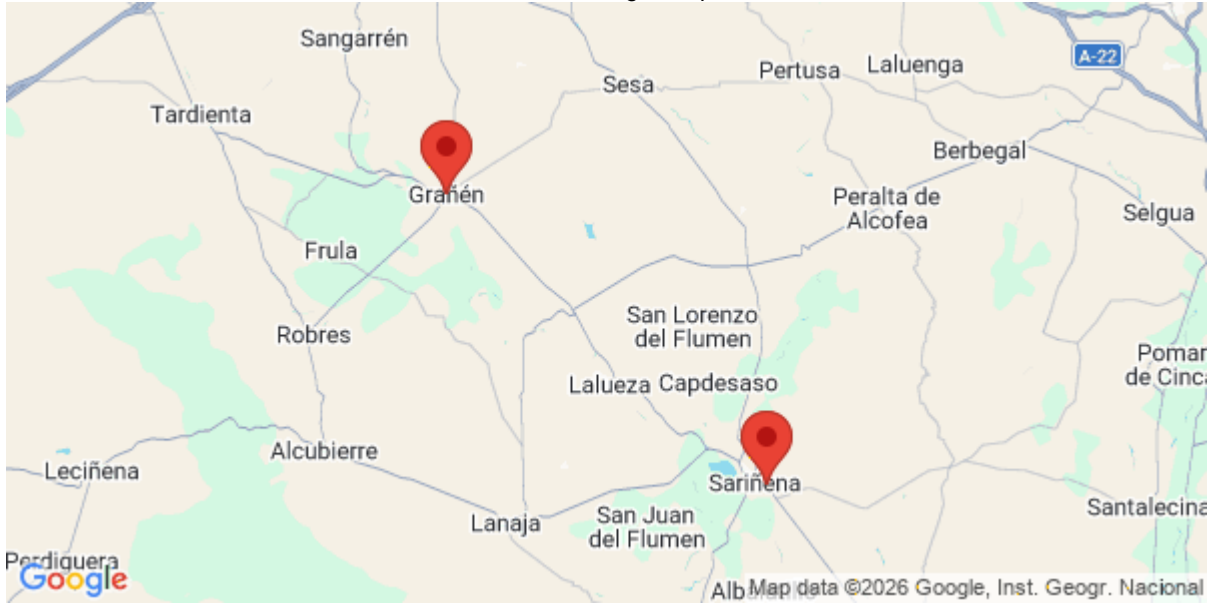 Sangarrén
A-22
Pertusa
Laluenga
Sesa
Tardienta
Berbegal
Grañén
Peralta de
Alcofea
Selgua
Frula
San Lorenzo
del Flumen
Robres
Pomar
de Cinca
Lalueza
Capdesaso
Alcubierre
Leciñena
Sariñena
Santalecina
Lanaja
San Juan
del Flumen
Perdiguera
Google
Map data ©2026 Google, Inst. Geogr. Nacional